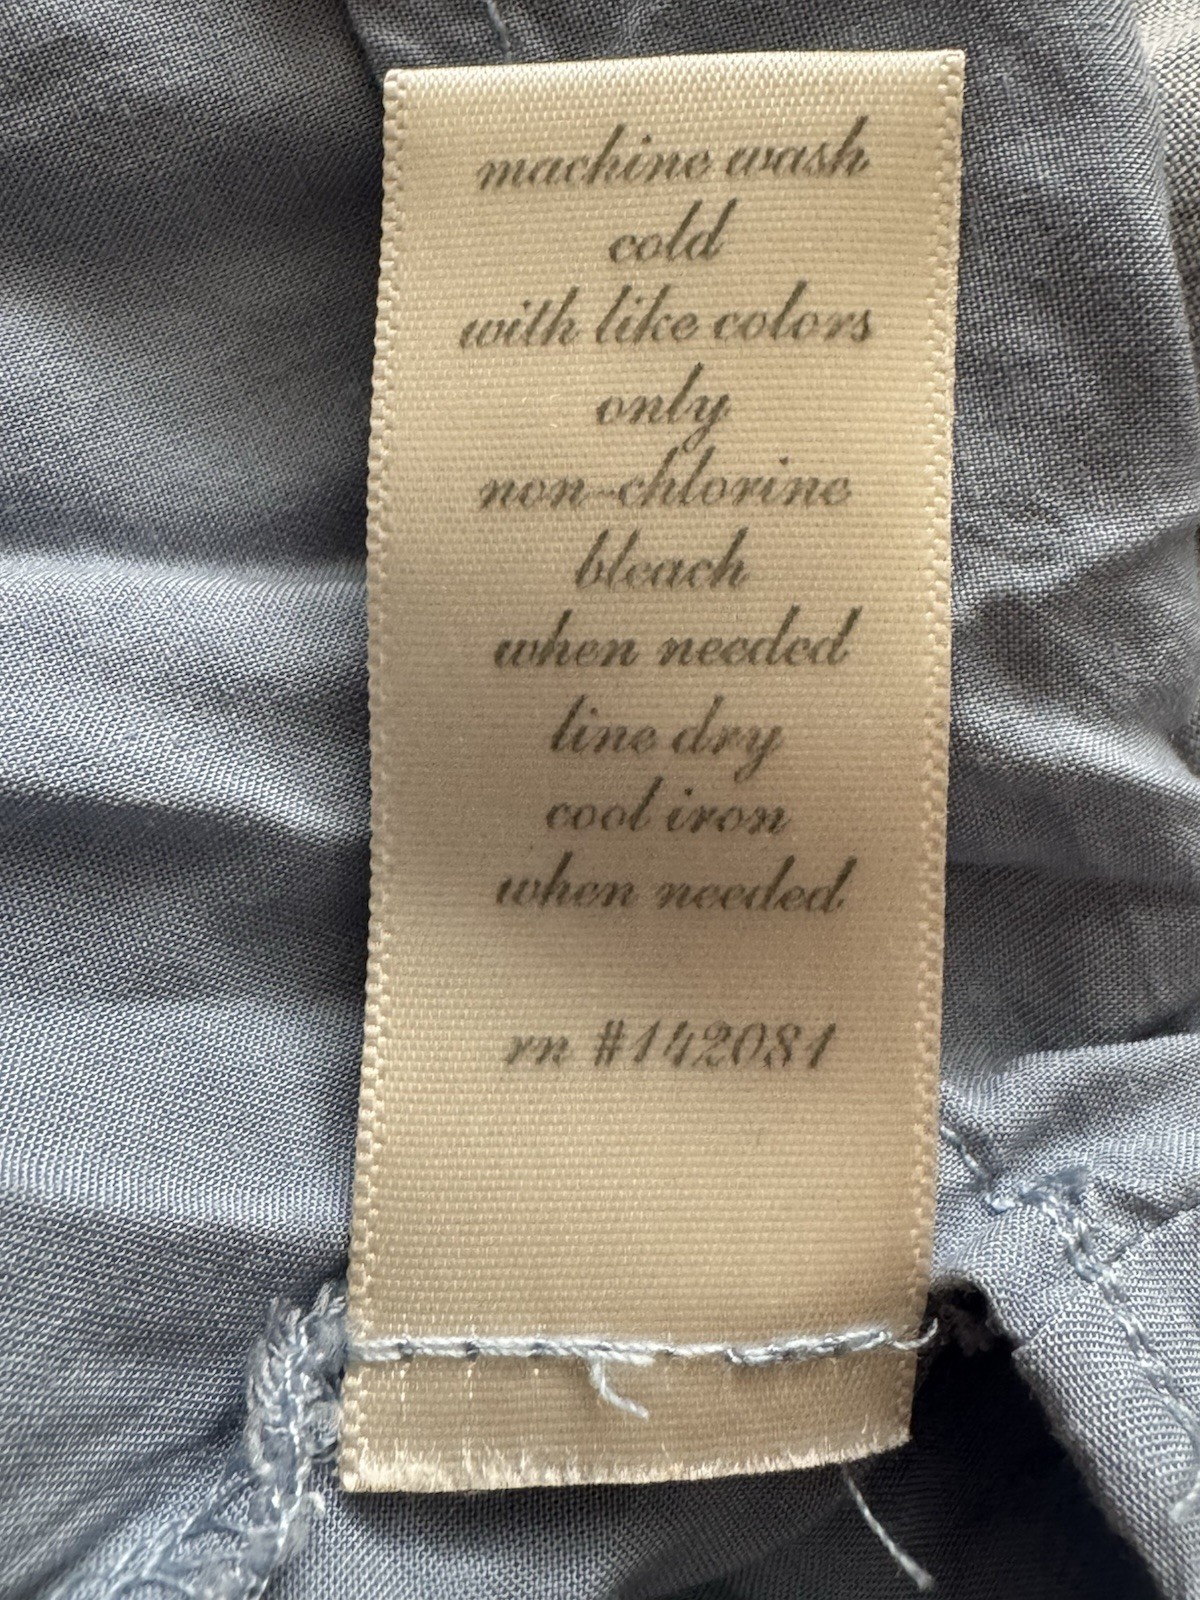 machine wash
cold
with like colors
only
non-chlorine
bleach
when needed
line dry
cool iron
when needed
rn #142081